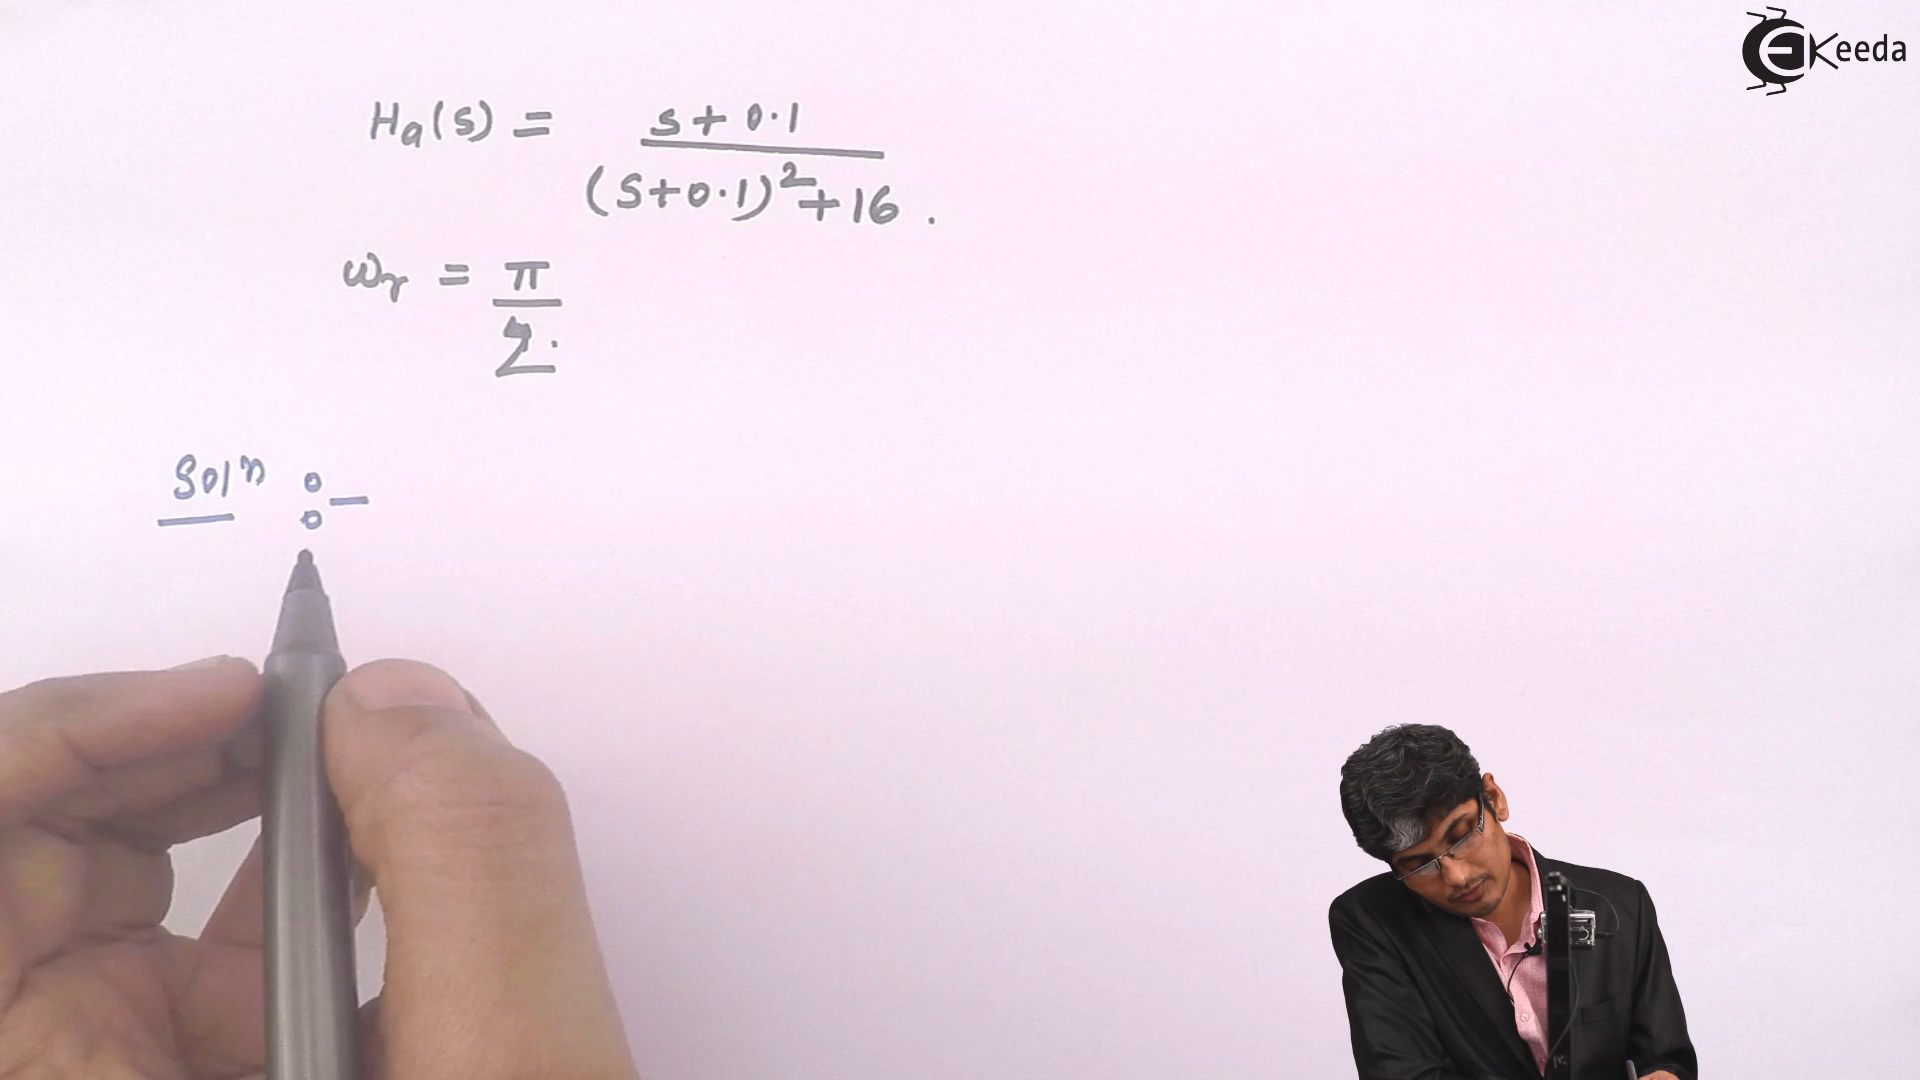 EKeeda
Ha(s) = s + 0.1 / (s + 0.1)² + 16 .
ωr = π / 2 .
Solⁿ :-